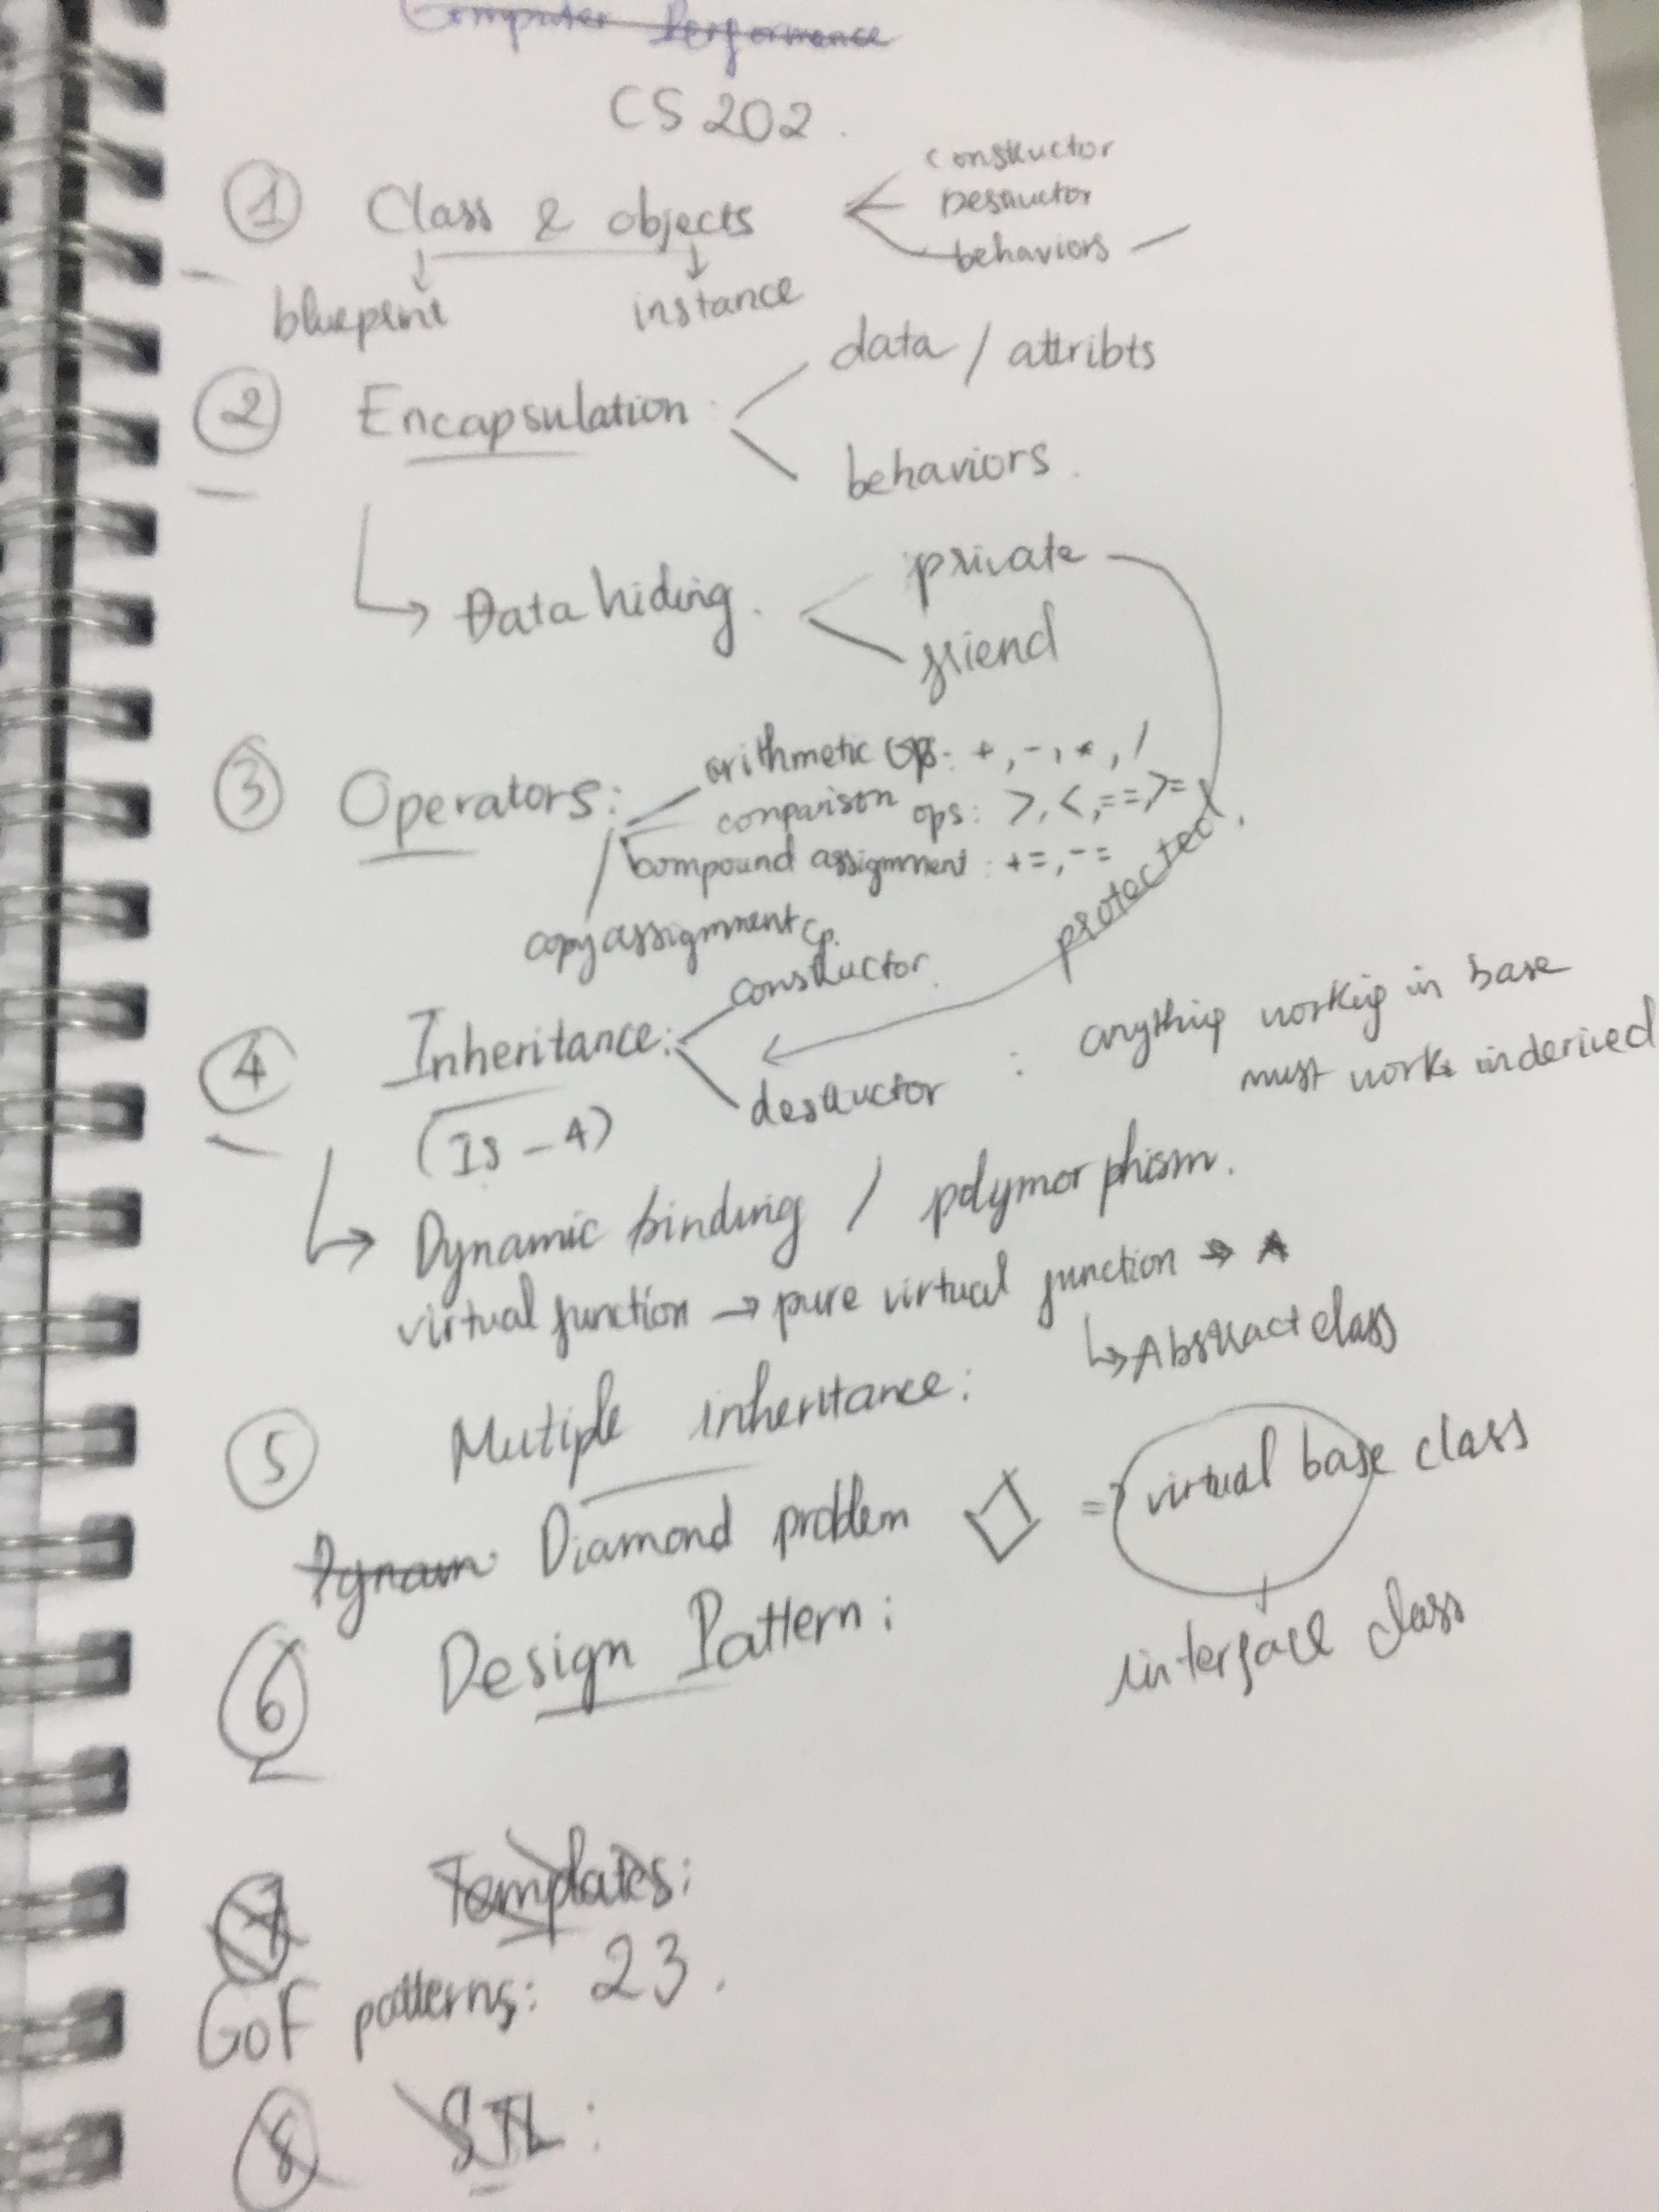 Computer Performance
CS 202.
① Class & objects
constructor
Destructor
behaviors
blueprint
instance
② Encapsulation:
data / attribts
behaviors.
Data hiding.
private
friend
③ Operators:
arithmetic ops: +, -, *, /
comparison ops: >, <, ==, >=
compound assignment: +=, -=
copy assignment cp.
protected.
④ Inheritance:
constructor.
destructor : anything working in base
must work in derived
(IS-A)
Dynamic binding / polymorphism.
virtual function → pure virtual function → A
Abstract class
⑤ Mutiple inheritance:
Dynam Diamond problem => virtual base class
interface class
⑥ Design Pattern:
⑦ Templates:
GoF patterns: 23.
⑧ STL: